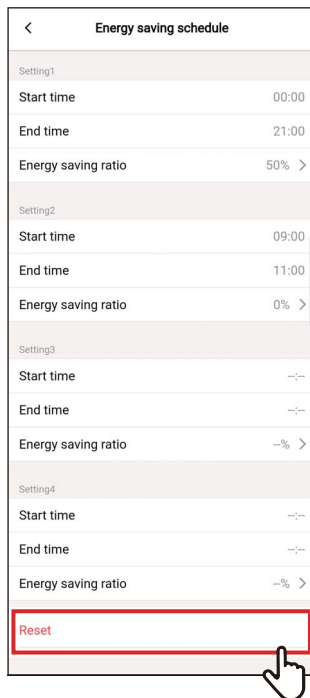 Energy saving schedule
Setting1
Start time 00:00
End time 21:00
Energy saving ratio 50%
Setting2
Start time 09:00
End time 11:00
Energy saving ratio 0%
Setting3
Start time --:--
End time --:--
Energy saving ratio --%
Setting4
Start time --:--
End time --:--
Energy saving ratio --%
Reset